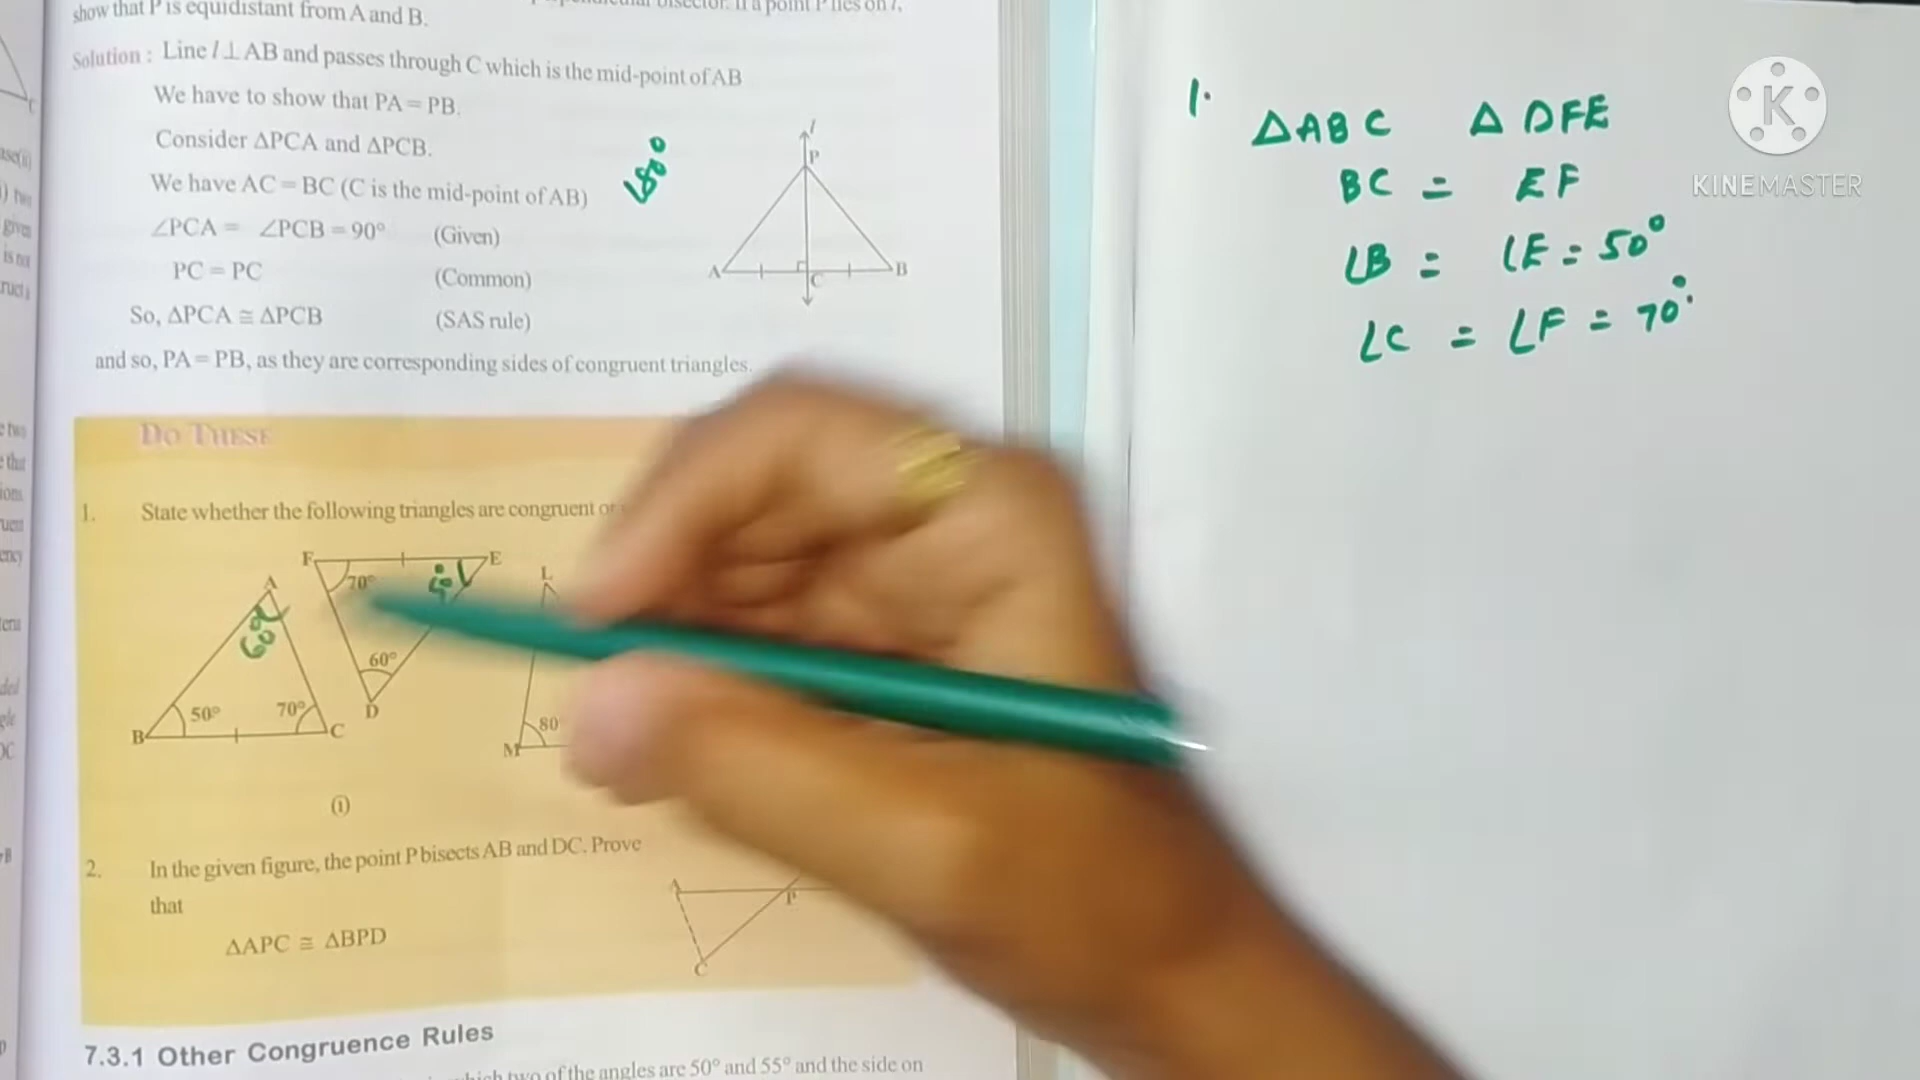 show that P is equidistant from A and B.
Solution : Line l ⊥ AB and passes through C which is the mid-point of AB
We have to show that PA = PB.
Consider ΔPCA and ΔPCB.
We have AC = BC (C is the mid-point of AB)
∠PCA = ∠PCB = 90° (Given)
PC = PC (Common)
So, ΔPCA ≅ ΔPCB (SAS rule)
and so, PA = PB, as they are corresponding sides of congruent triangles.
l
P
A
C
B
DO THESE
1. State whether the following triangles are congruent or
F
E
70°
A
60°
L
60°
50°
70°
D
B
C
80
M
(i)
2. In the given figure, the point P bisects AB and DC. Prove
that
ΔAPC ≅ ΔBPD
A
P
C
7.3.1 Other Congruence Rules
two of the angles are 50° and 55° and the side on
1.
ΔABC Δ DFE
BC = EF
∠B = ∠E = 50°
∠C = ∠F = 70°
K
KINEMASTER